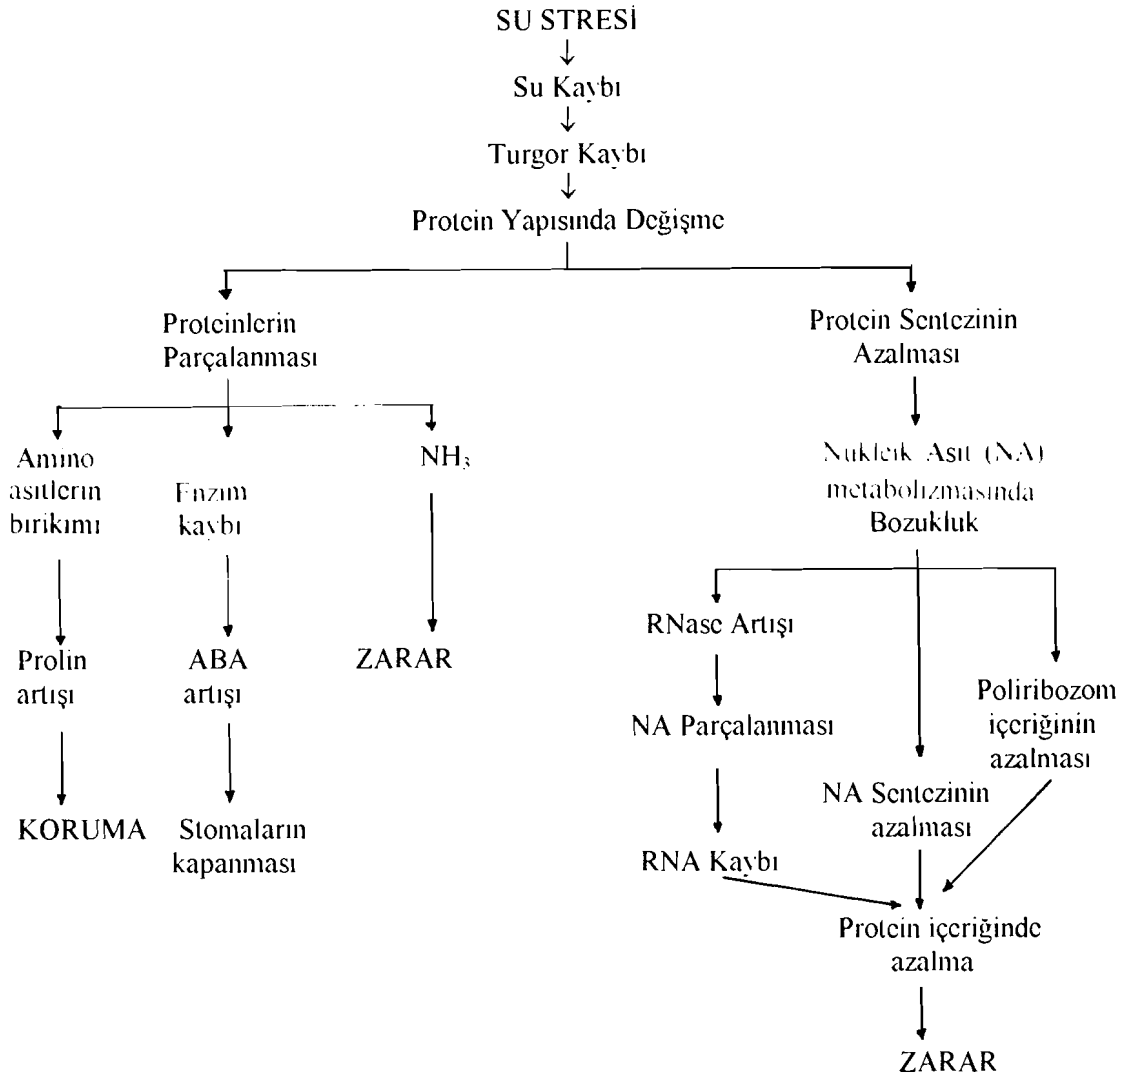 SU STRESİ
Su Kaybı
Turgor Kaybı
Protein Yapısında Değişme
Proteinlerin
Parçalanması
Protein Sentezinin
Azalması
Amino
asitlerin
birikimi
Enzim
kaybı
NH₃
Nükleik Asit (NA)
metabolizmasında
Bozukluk
RNase Artışı
Prolin
artışı
ABA
artışı
ZARAR
Poliribozom
içeriğinin
azalması
NA Parçalanması
NA Sentezinin
azalması
KORUMA
Stomaların
kapanması
RNA Kaybı
Protein içeriğinde
azalma
ZARAR